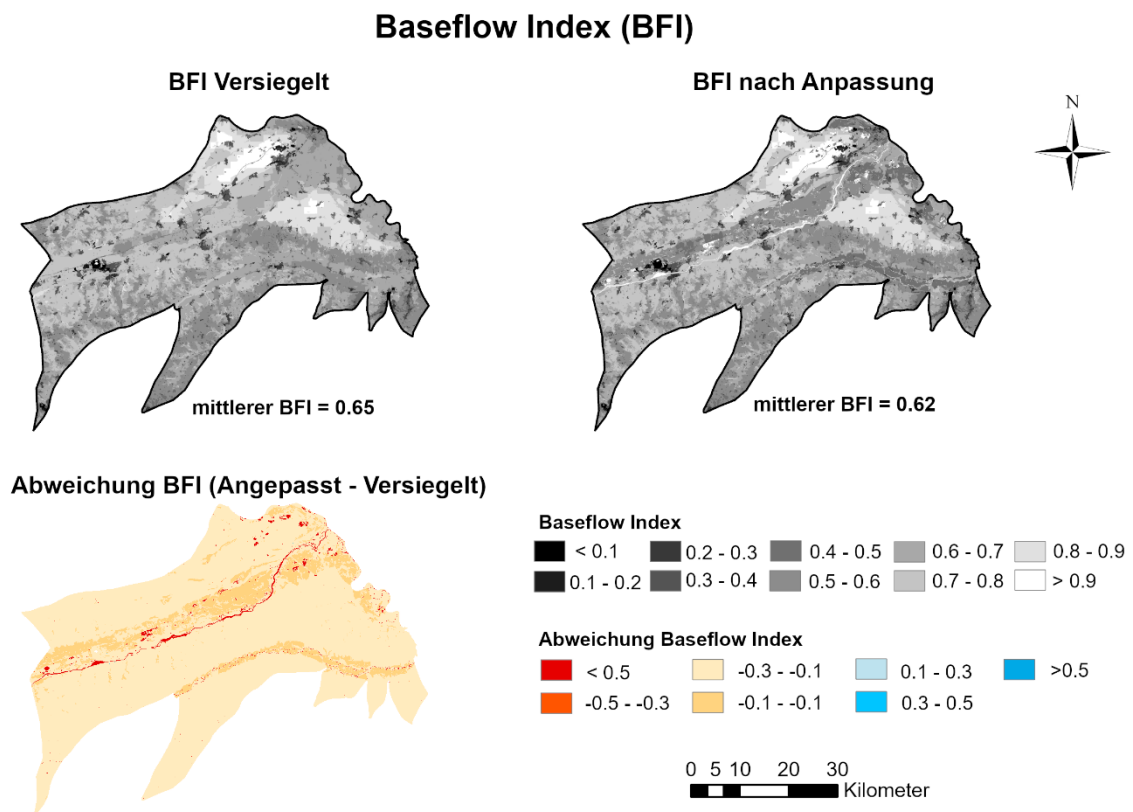 Baseflow Index (BFI)
BFI Versiegelt
BFI nach Anpassung
N
mittlerer BFI = 0.65
mittlerer BFI = 0.62
Abweichung BFI (Angepasst - Versiegelt)
Baseflow Index
< 0.1 0.2 - 0.3 0.4 - 0.5 0.6 - 0.7 0.8 - 0.9
0.1 - 0.2 0.3 - 0.4 0.5 - 0.6 0.7 - 0.8 > 0.9
Abweichung Baseflow Index
< 0.5 -0.3 - -0.1 0.1 - 0.3 >0.5
-0.5 - -0.3 -0.1 - -0.1 0.3 - 0.5
0 5 10 20 30
Kilometer